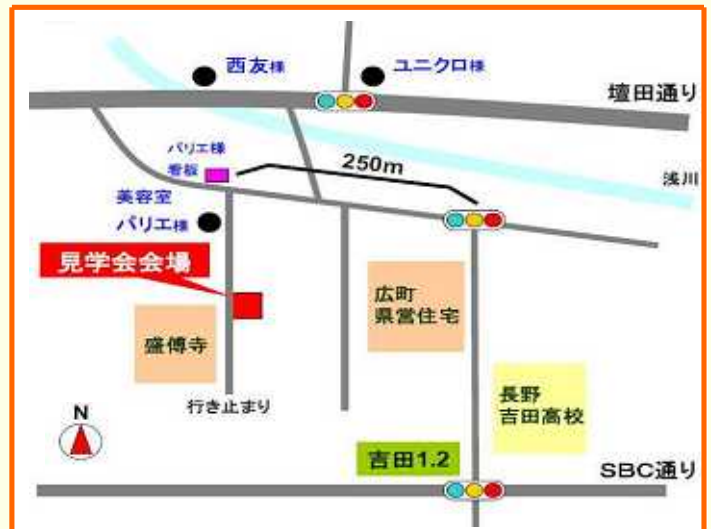 西友様
ユニクロ様
壇田通り
バリエ様
看板
250m
浅川
美容室
バリエ様
見学会会場
広町
県営住宅
盛傅寺
行き止まり
長野
吉田高校
N
吉田1.2
SBC通り